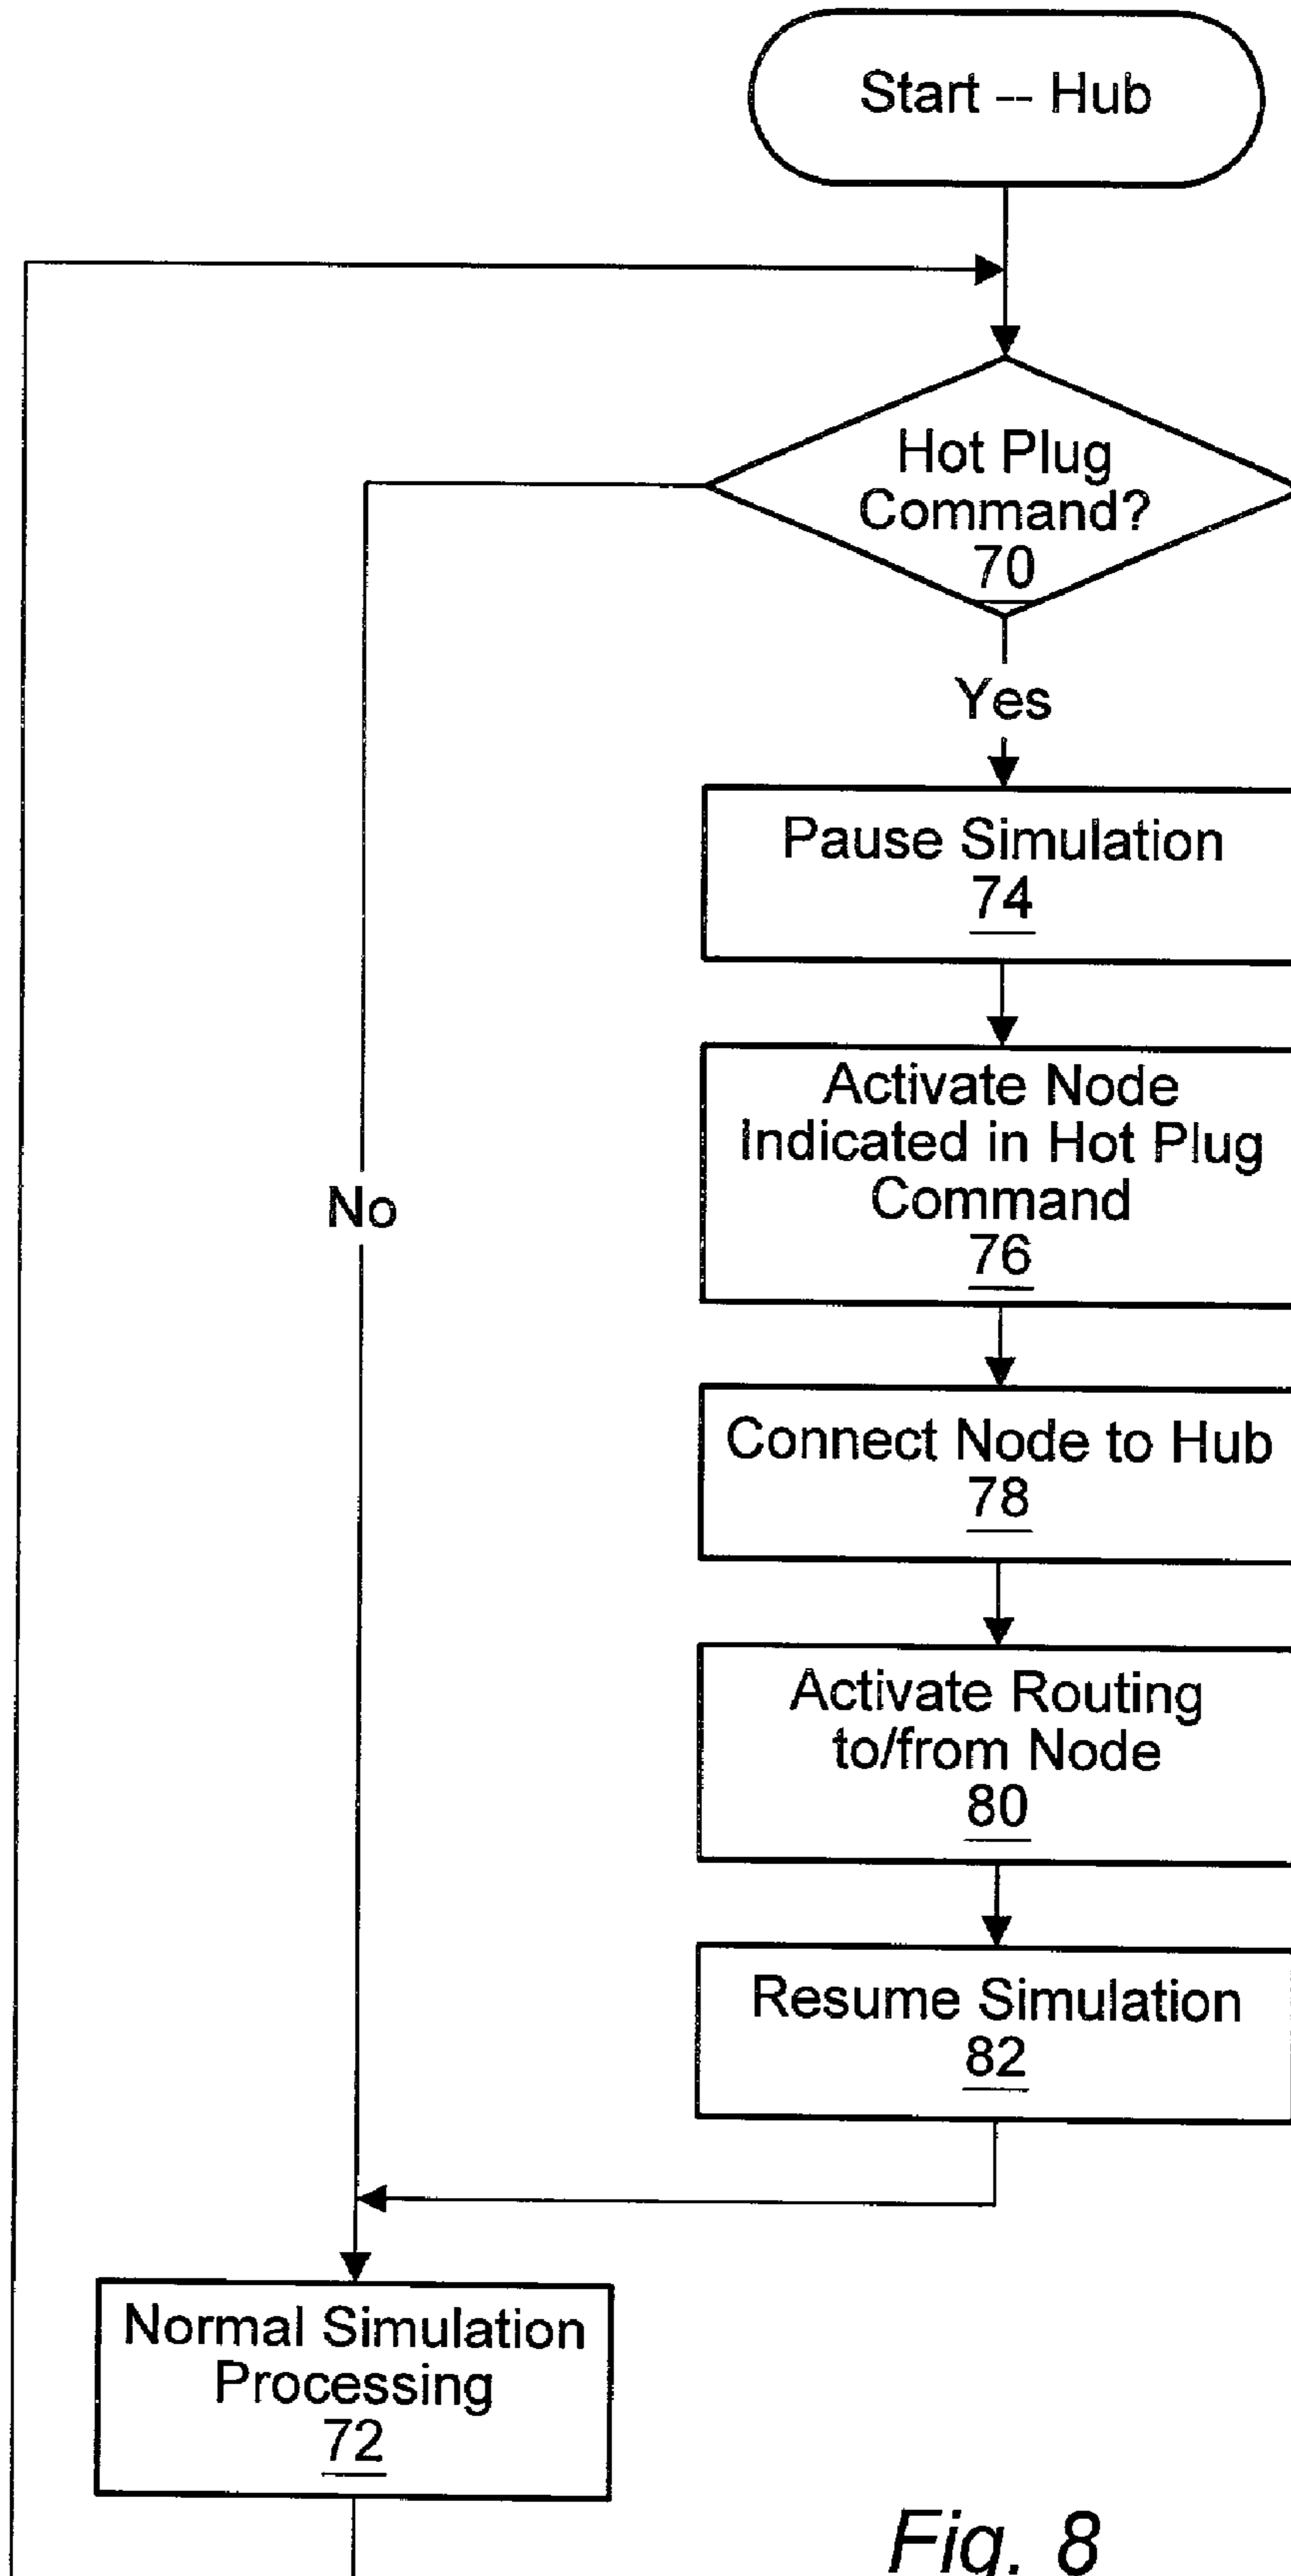 Start -- Hub
Hot Plug
Command?
70
Yes
Pause Simulation
74
Activate Node
Indicated in Hot Plug
Command
76
No
Connect Node to Hub
78
Activate Routing
to/from Node
80
Resume Simulation
82
Normal Simulation
Processing
72
Fig. 8